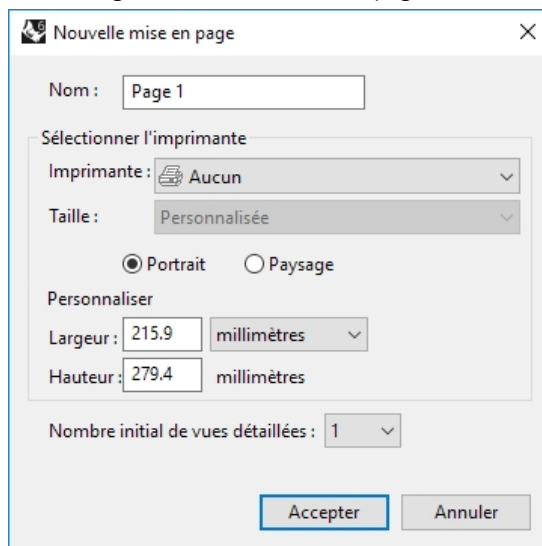 Nouvelle mise en page
Nom : Page 1
Sélectionner l'imprimante
Imprimante : Aucun
Taille : Personnalisée
Portrait Paysage
Personnaliser
Largeur : 215.9 millimètres
Hauteur : 279.4 millimètres
Nombre initial de vues détaillées : 1
Accepter Annuler